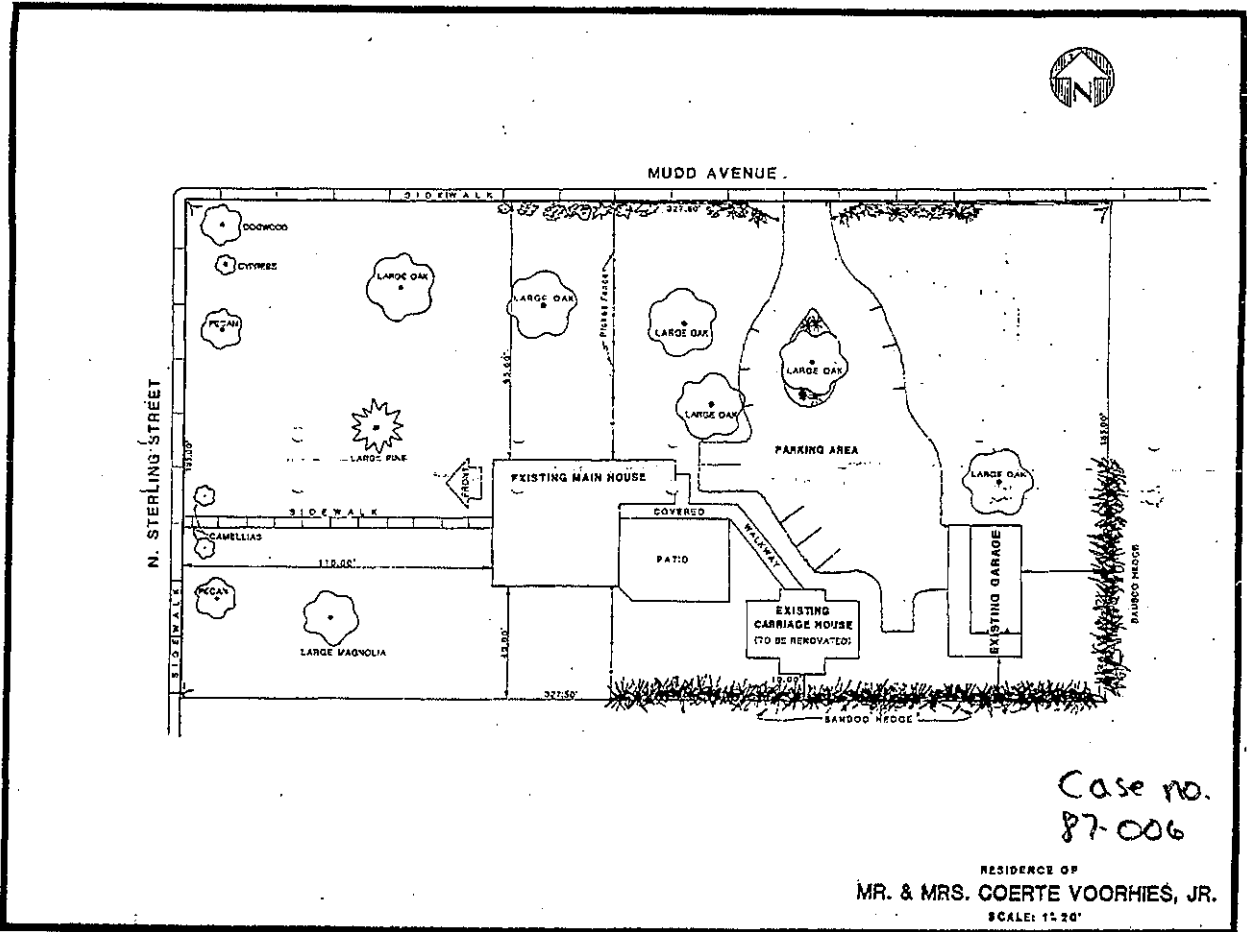 N
MUDD AVENUE
SIDEWALK
327.50'
DOGWOOD
CYPRESS
LARGE OAK
LARGE OAK
Picket Fence
LARGE OAK
LARGE OAK
PECAN
LARGE OAK
N. STERLING STREET
LARGE PINE
FRONT
EXISTING MAIN HOUSE
PARKING AREA
LARGE OAK
SIDEWALK
COVERED
WALKWAY
CAMELLIAS
110.00'
PATIO
EXISTING GARAGE
BAMBOO HEDGE
PECAN
EXISTING
CARRIAGE HOUSE
(TO BE RENOVATED)
SIDEWALK
LARGE MAGNOLIA
10.00'
327.50'
BAMBOO HEDGE
Case no.
87-006
RESIDENCE OF
MR. & MRS. COERTE VOORHIES, JR.
SCALE: 1"=20'